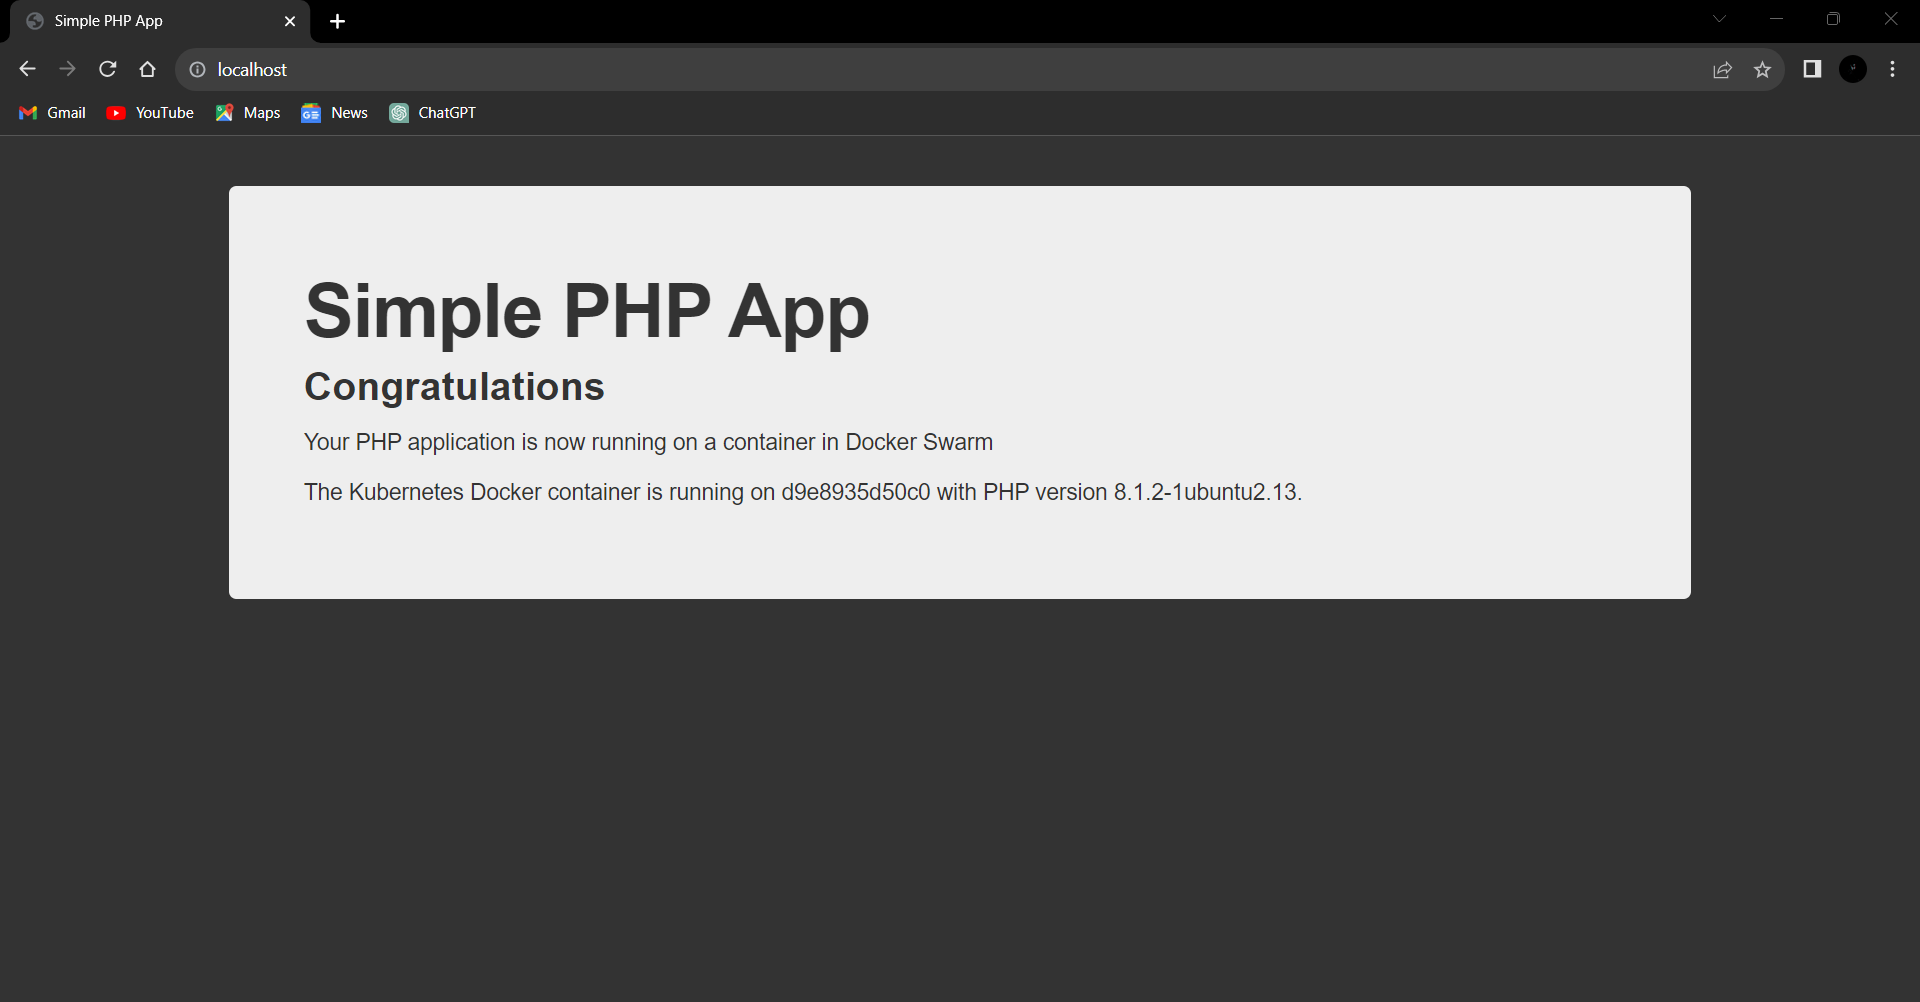 Simple PHP App
localhost
Gmail YouTube Maps News ChatGPT
Simple PHP App
Congratulations
Your PHP application is now running on a container in Docker Swarm
The Kubernetes Docker container is running on d9e8935d50c0 with PHP version 8.1.2-1ubuntu2.13.